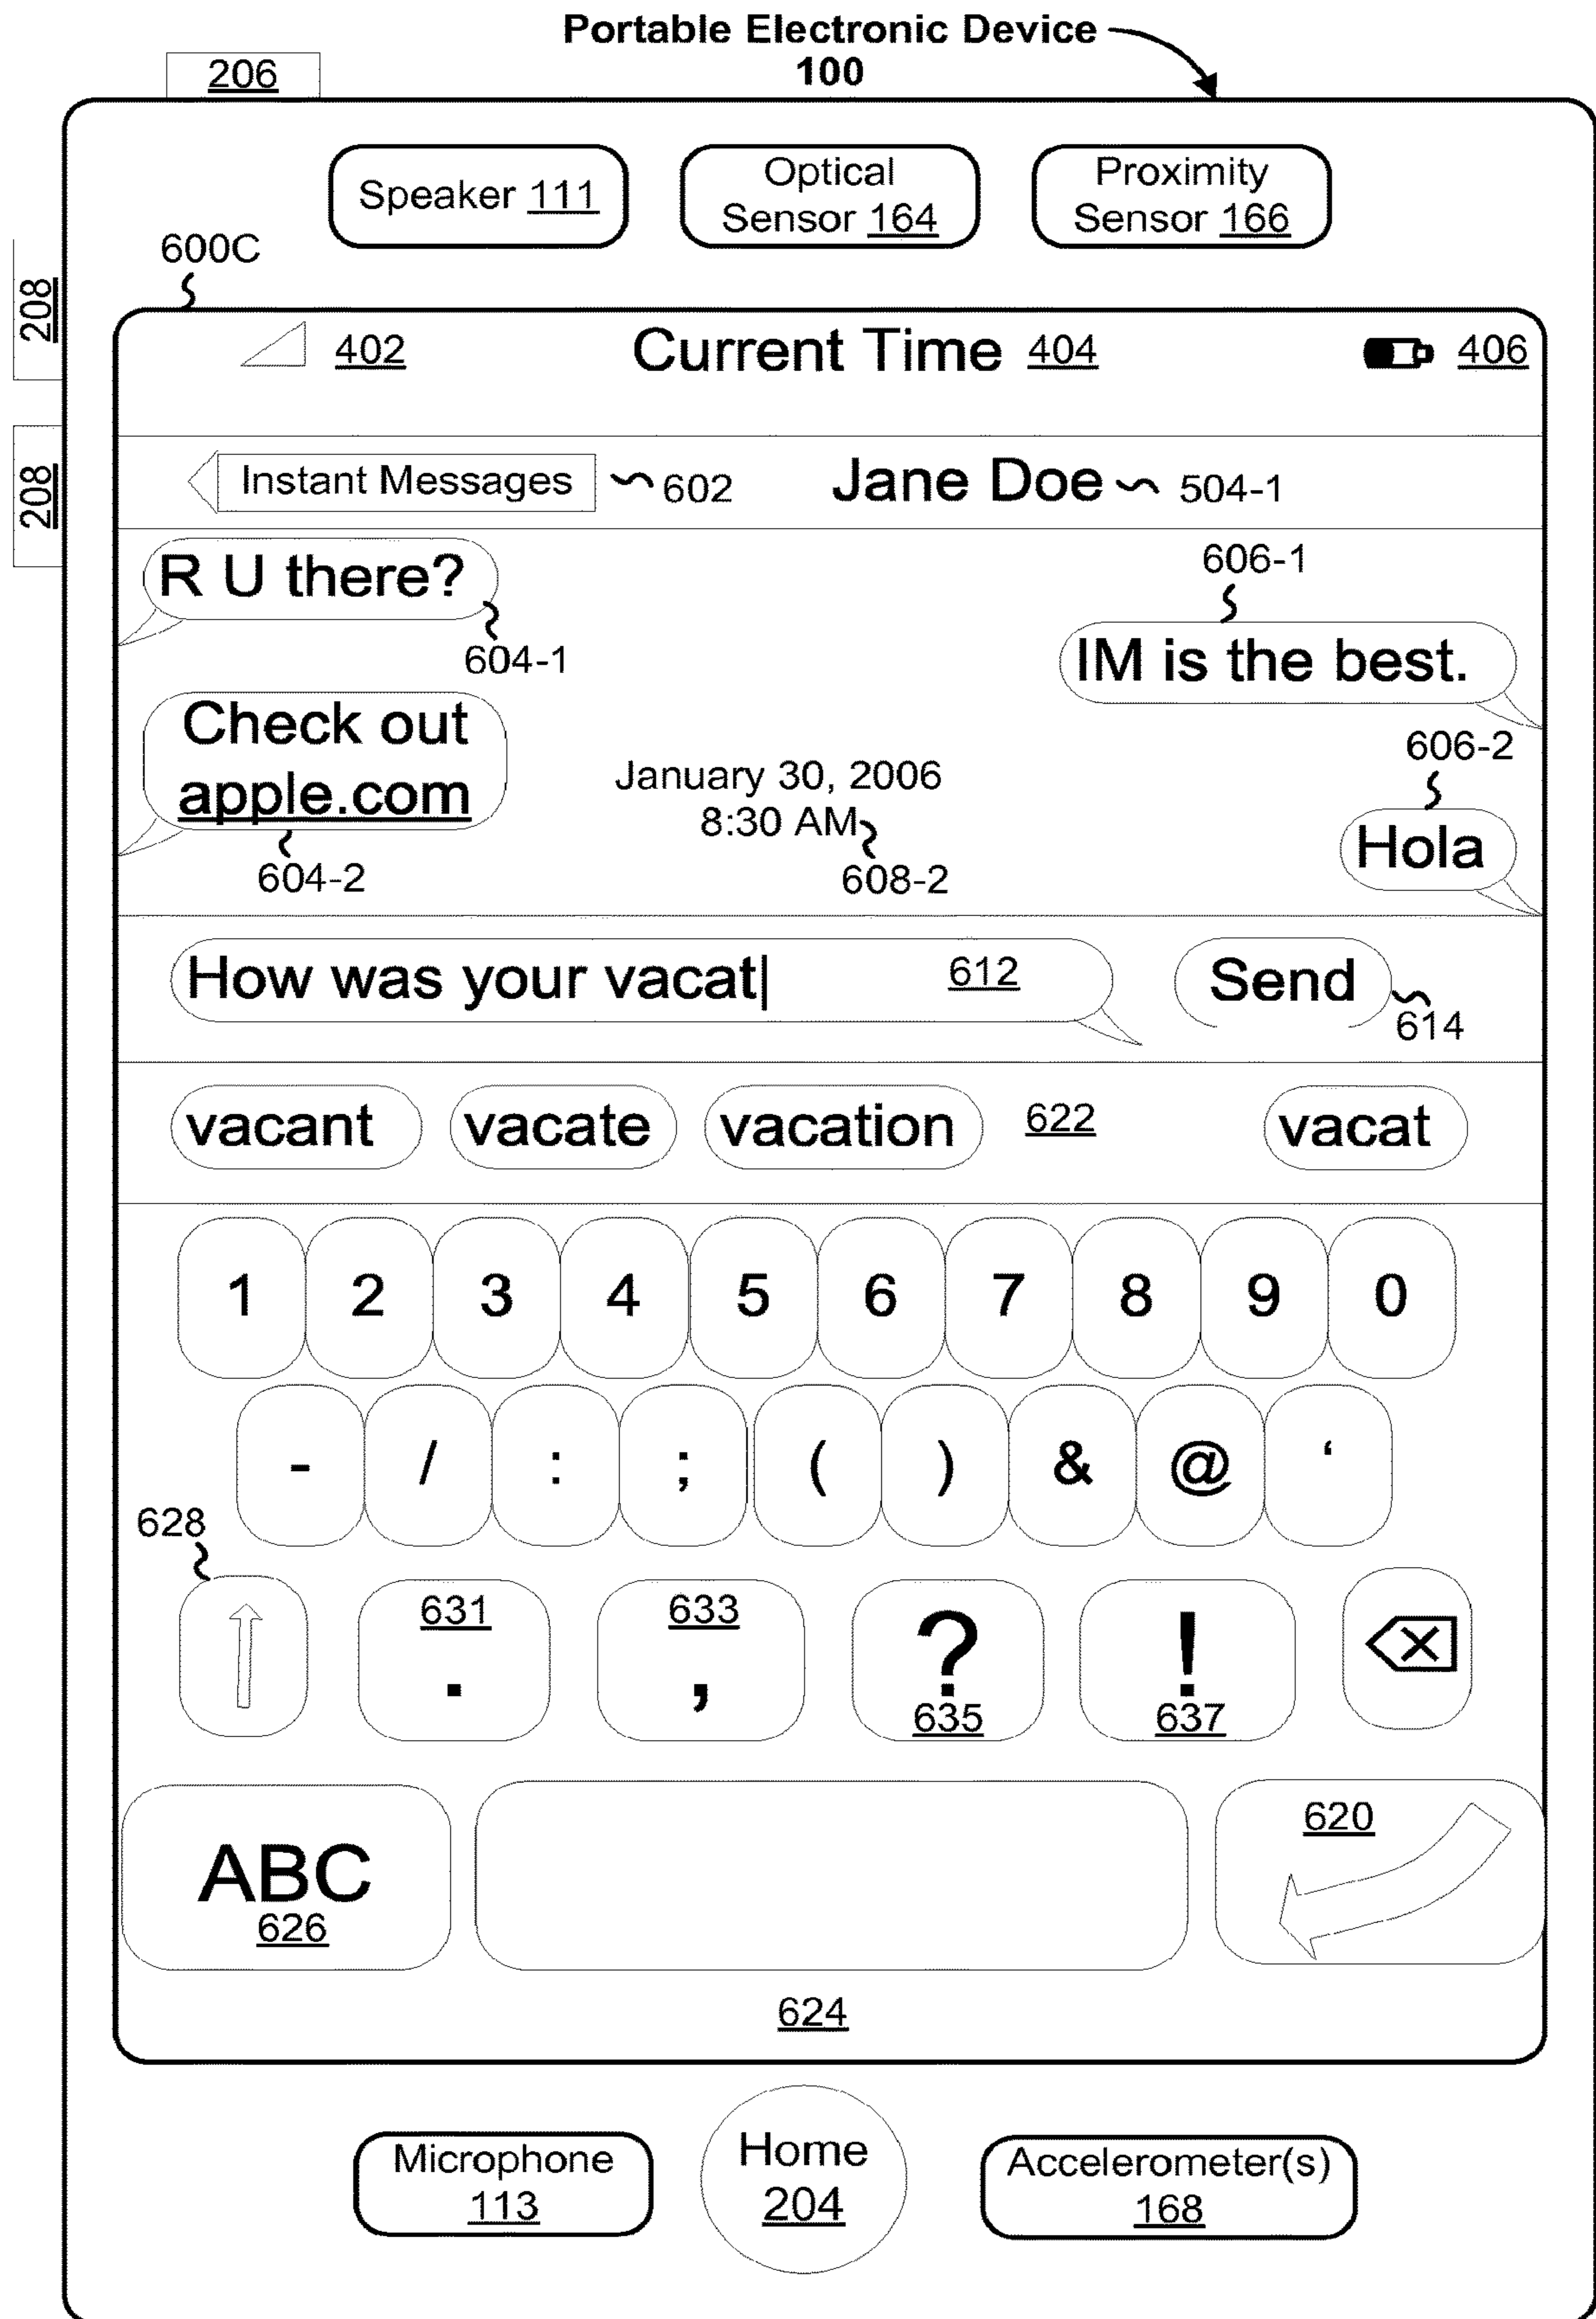 Portable Electronic Device
100
206
Speaker 111
Optical
Sensor 164
Proximity
Sensor 166
600C
208
208
402
Current Time 404
406
Instant Messages
602
Jane Doe
504-1
R U there?
604-1
606-1
IM is the best.
Check out
apple.com
604-2
January 30, 2006
8:30 AM
608-2
606-2
Hola
How was your vacat|
612
Send
614
vacant vacate vacation 622 vacat
1 2 3 4 5 6 7 8 9 0
- / : ; ( ) & @ ‘
628
631
.
633
,
?
635
!
637
ABC
626
620
624
Microphone
113
Home
204
Accelerometer(s)
168